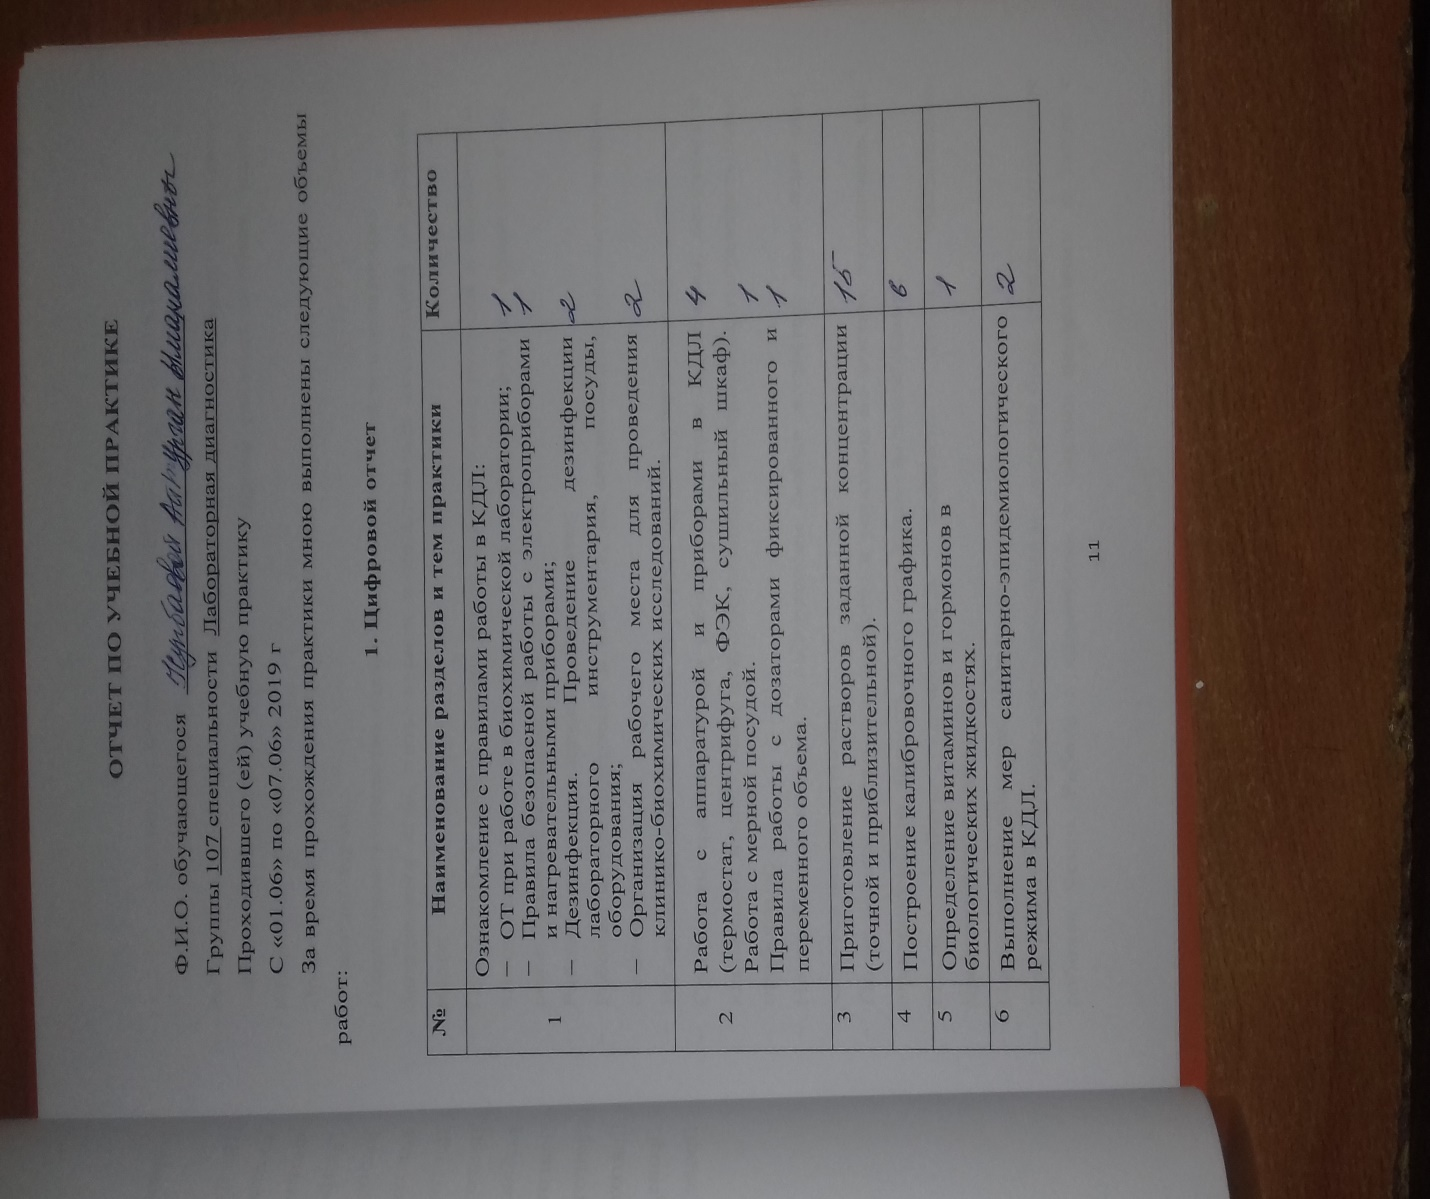 ОТЧЕТ ПО УЧЕБНОЙ ПРАКТИКЕ
Ф.И.О. обучающегося
Группы 107 специальности Лабораторная диагностика
Проходившего (ей) учебную практику
С «01.06» по «07.06» 2019 г
За время прохождения практики мною выполнены следующие объемы
работ:
1. Цифровой отчет
№ Наименование разделов и тем практики Количество
1 Ознакомление с правилами работы в КДЛ:
– ОТ при работе в биохимической лаборатории; 1
– Правила безопасной работы с электроприборами 1
и нагревательными приборами;
– Дезинфекция. Проведение дезинфекции 2
лабораторного инструментария, посуды,
оборудования;
– Организация рабочего места для проведения 2
клинико-биохимических исследований.
2 Работа с аппаратурой и приборами в КДЛ 4
(термостат, центрифуга, ФЭК, сушильный шкаф).
Работа с мерной посудой. 1
Правила работы с дозаторами фиксированного и 1
переменного объема.
3 Приготовление растворов заданной концентрации 15
(точной и приблизительной).
4 Построение калибровочного графика.
5 Определение витаминов и гормонов в 1
биологических жидкостях.
6 Выполнение мер санитарно-эпидемиологического 2
режима в КДЛ.
11